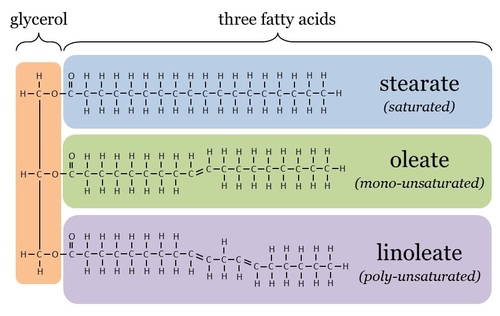 glycerol
three fatty acids
H O H H H H H H H H H H H H H H H H H
H–C–O–C–C–C–C–C–C–C–C–C–C–C–C–C–C–C–C–C–C–H
H H H H H H H H H H H H H H H H H
stearate
(saturated)
O H H H H H H H H H H H H H H H H H
H–C–O–C–C–C–C–C–C–C–C–C=C–C–C–C–C–C–C–C–C–H
H H H H H H H H H H H H H H H
oleate
(mono-unsaturated)
O H H H H H H H H H H H H H
H–C–O–C–C–C–C–C–C–C–C–C=C–C–C=C–C–C–C–C–C–H
H H H H H H H H H H H H H H H H H H
linoleate
(poly-unsaturated)